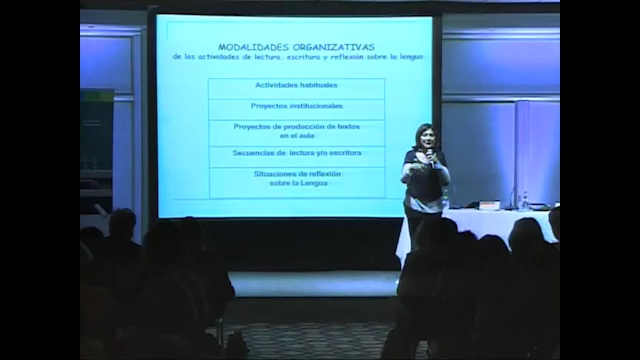 MODALIDADES ORGANIZATIVAS
de las actividades de lectura, escritura y reflexión sobre la lengua
Actividades habituales
Proyectos institucionales
Proyectos de producción de textos
en el aula
Secuencias de lectura y/o escritura
Situaciones de reflexión
sobre la Lengua